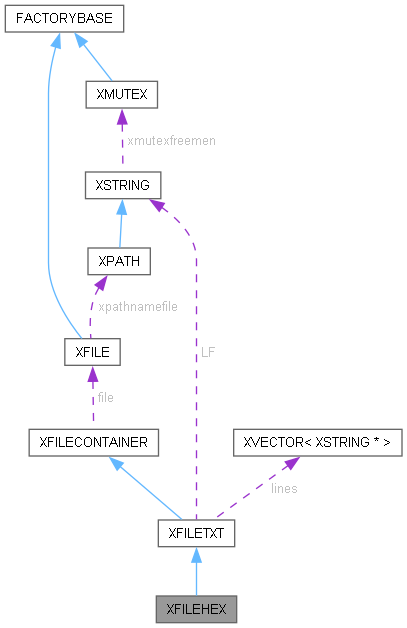 FACTORYBASE
XMUTEX
xmutexfreemen
XSTRING
XPATH
xpathnamefile
XFILE
LF
file
XFILECONTAINER
XVECTOR< XSTRING * >
lines
XFILETXT
XFILEHEX